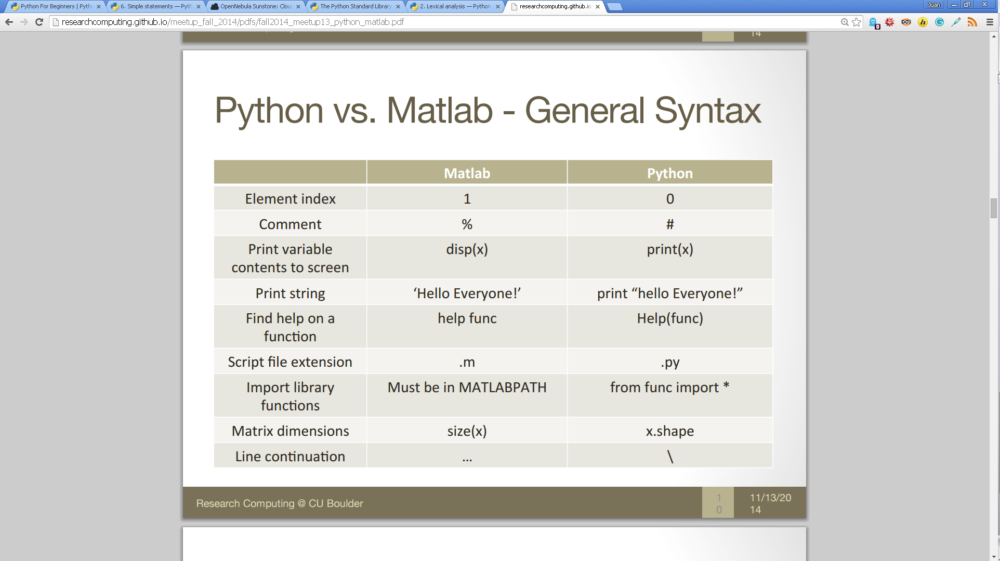 Python For Beginners | Pyth
6. Simple statements — Pyth
OpenNebula Sunstone: Clou
The Python Standard Library
2. Lexical analysis — Python
researchcomputing.github.io
Juan
researchcomputing.github.io/meetup_fall_2014/pdfs/fall2014_meetup13_python_matlab.pdf
14
Python vs. Matlab - General Syntax
Matlab Python
Element index 1 0
Comment % #
Print variable contents to screen disp(x) print(x)
Print string ‘Hello Everyone!’ print “hello Everyone!”
Find help on a function help func Help(func)
Script file extension .m .py
Import library functions Must be in MATLABPATH from func import *
Matrix dimensions size(x) x.shape
Line continuation ... \
Research Computing @ CU Boulder
10
11/13/20
14